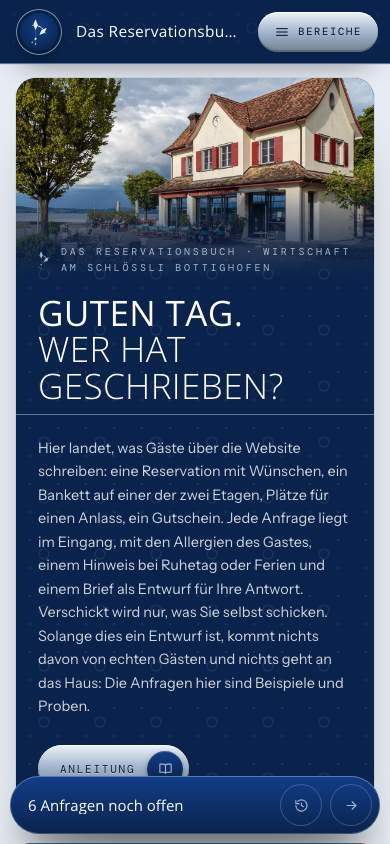 Das Reservationsbu...
BEREICHE
DAS RESERVATIONSBUCH · WIRTSCHAFT
AM SCHLÖSSLI BOTTIGHOFEN
GUTEN TAG.
WER HAT
GESCHRIEBEN?
Hier landet, was Gäste über die Website
schreiben: eine Reservation mit Wünschen, ein
Bankett auf einer der zwei Etagen, Plätze für
einen Anlass, ein Gutschein. Jede Anfrage liegt
im Eingang, mit den Allergien des Gastes,
einem Hinweis bei Ruhetag oder Ferien und
einem Brief als Entwurf für Ihre Antwort.
Verschickt wird nur, was Sie selbst schicken.
Solange dies ein Entwurf ist, kommt nichts
davon von echten Gästen und nichts geht an
das Haus: Die Anfragen hier sind Beispiele und
Proben.
ANLEITUNG
6 Anfragen noch offen